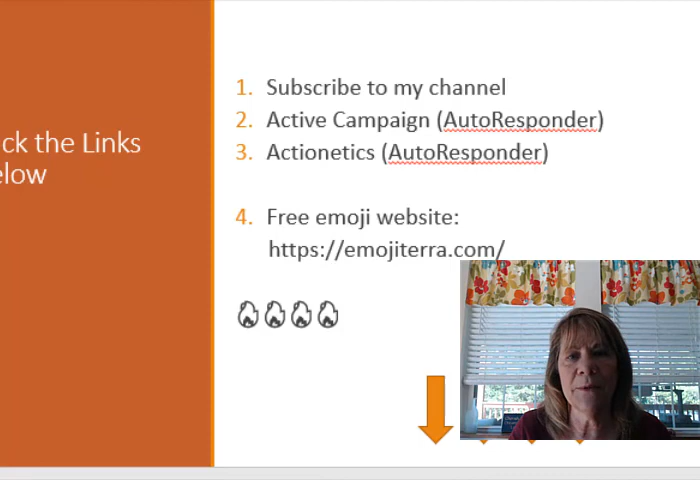 ck the Links
elow
1. Subscribe to my channel
2. Active Campaign (AutoResponder)
3. Actionetics (AutoResponder)
4. Free emoji website:
https://emojiterra.com/